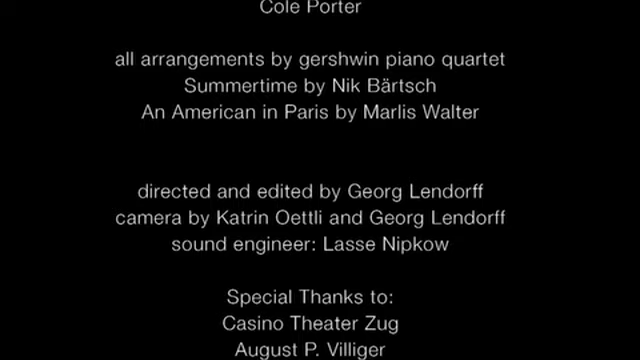 Cole Porter
all arrangements by gershwin piano quartet
Summertime by Nik Bärtsch
An American in Paris by Marlis Walter
directed and edited by Georg Lendorff
camera by Katrin Oettli and Georg Lendorff
sound engineer: Lasse Nipkow
Special Thanks to:
Casino Theater Zug
August P. Villiger